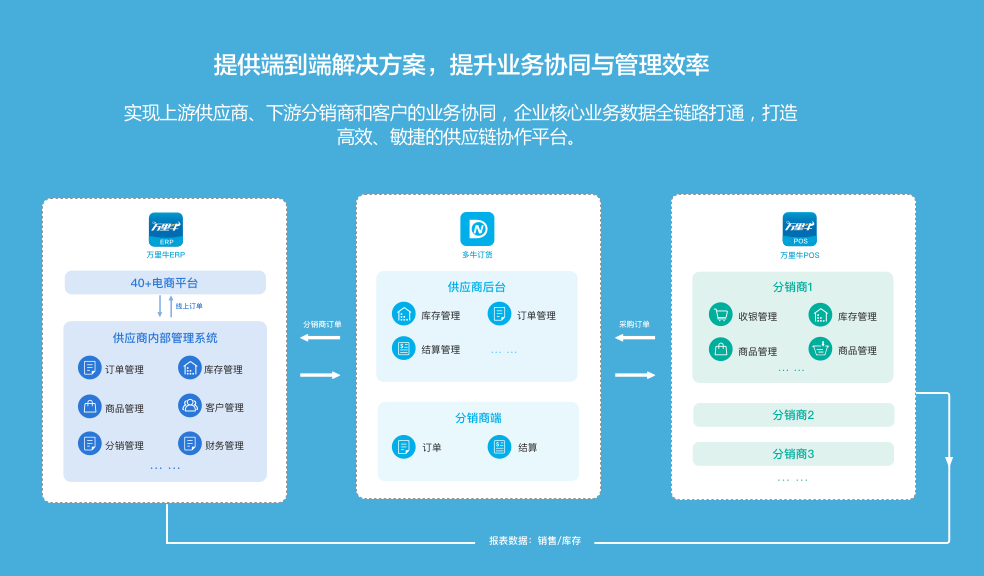 提供端到端解决方案，提升业务协同与管理效率
实现上游供应商、下游分销商和客户的业务协同，企业核心业务数据全链路打通，打造
高效、敏捷的供应链协作平台。
万里牛
ERP
万里牛ERP
40+电商平台
线上订单
供应商内部管理系统
订单管理
库存管理
商品管理
客户管理
分销管理
财务管理
... ...
分销商订单
多牛订货
供应商后台
库存管理
订单管理
结算管理
... ...
分销商端
订单
结算
采购订单
万里牛
POS
万里牛POS
分销商1
收银管理
库存管理
商品管理
商品管理
... ...
分销商2
分销商3
... ...
报表数据：销售/库存